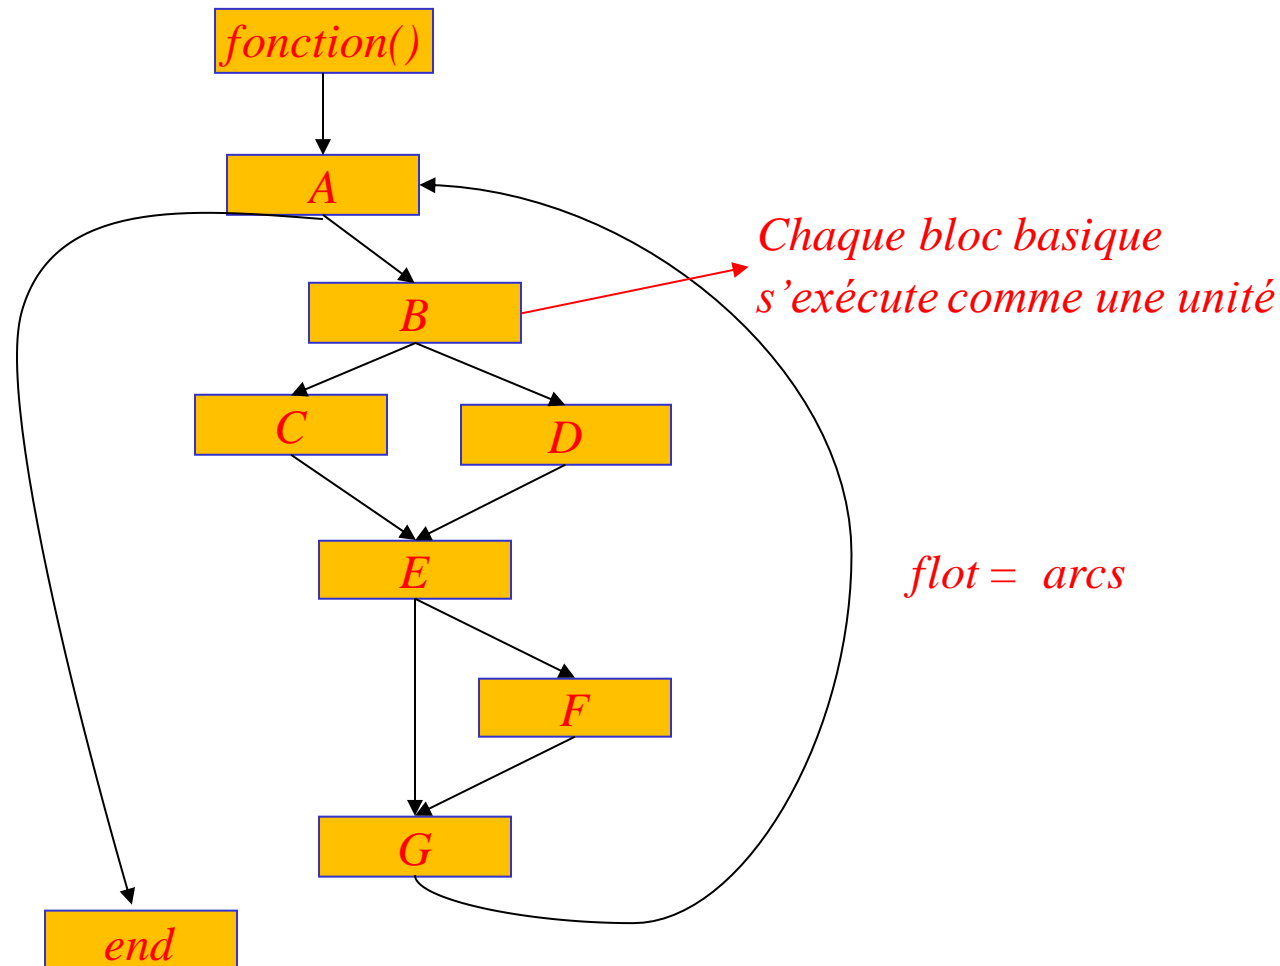 fonction()
A
Chaque bloc basique
s’exécute comme une unité
B
C
D
E
flot = arcs
F
G
end